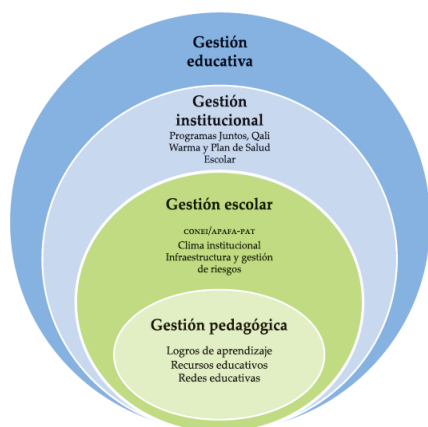 Gestión
educativa
Gestión
institucional
Programas Juntos, Qali
Warma y Plan de Salud
Escolar
Gestión escolar
CONEI/APAFA-PAT
Clima institucional
Infraestructura y gestión
de riesgos
Gestión pedagógica
Logros de aprendizaje
Recursos educativos
Redes educativas